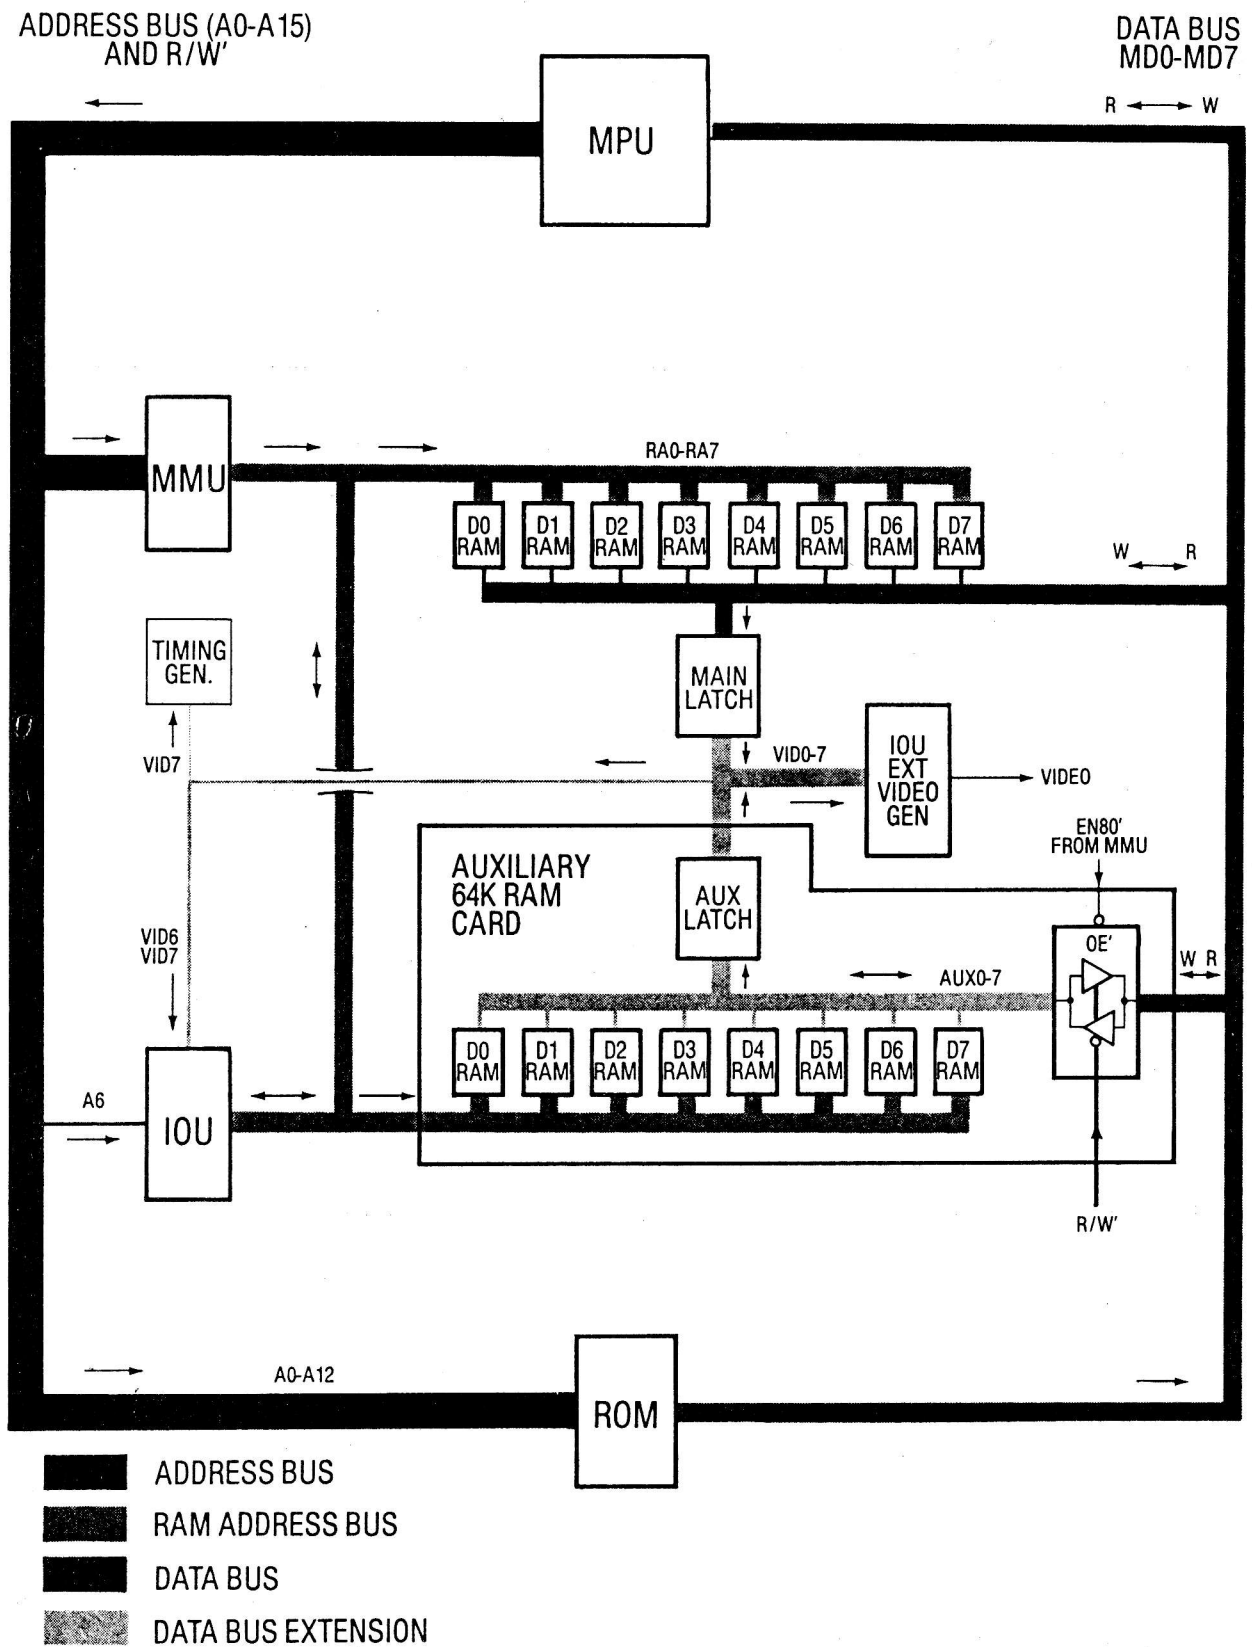 ADDRESS BUS (A0-A15)
AND R/W'
DATA BUS
MD0-MD7
R W
MPU
MMU
RA0-RA7
D0
RAM
D1
RAM
D2
RAM
D3
RAM
D4
RAM
D5
RAM
D6
RAM
D7
RAM
W R
TIMING
GEN.
MAIN
LATCH
VID7
VID0-7
IOU
EXT
VIDEO
GEN
VIDEO
EN80'
FROM MMU
AUXILIARY
64K RAM
CARD
AUX
LATCH
VID6
VID7
OE'
W R
AUX0-7
D0
RAM
D1
RAM
D2
RAM
D3
RAM
D4
RAM
D5
RAM
D6
RAM
D7
RAM
A6
IOU
R/W'
A0-A12
ROM
ADDRESS BUS
RAM ADDRESS BUS
DATA BUS
DATA BUS EXTENSION